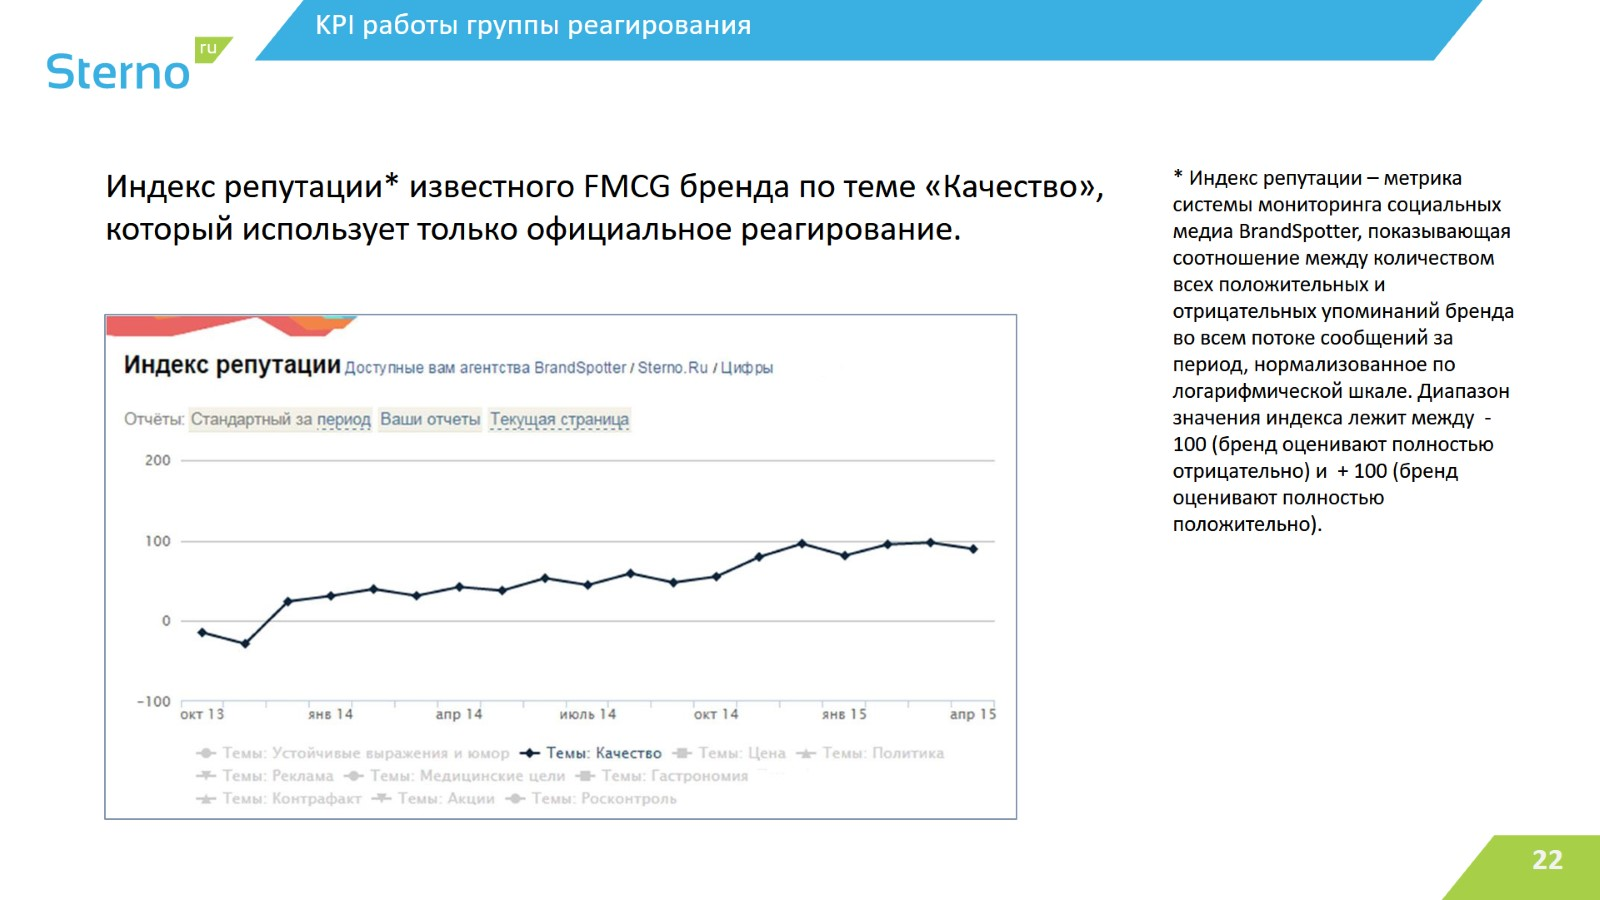 KPI работы группы реагирования
Sterno ru
Индекс репутации* известного FMCG бренда по теме «Качество»,
который использует только официальное реагирование.
* Индекс репутации – метрика
системы мониторинга социальных
медиа BrandSpotter, показывающая
соотношение между количеством
всех положительных и
отрицательных упоминаний бренда
во всем потоке сообщений за
период, нормализованное по
логарифмической шкале. Диапазон
значения индекса лежит между -
100 (бренд оценивают полностью
отрицательно) и + 100 (бренд
оценивают полностью
положительно).
Индекс репутации Доступные вам агентства BrandSpotter / Sterno.Ru / Цифры
Отчёты: Стандартный за период Ваши отчеты Текущая страница
200
100
0
-100
окт 13 янв 14 апр 14 июль 14 окт 14 янв 15 апр 15
Темы: Устойчивые выражения и юмор Темы: Качество Темы: Цена Темы: Политика
Темы: Реклама Темы: Медицинские цели Темы: Гастрономия
Темы: Контрафакт Темы: Акции Темы: Росконтроль
22